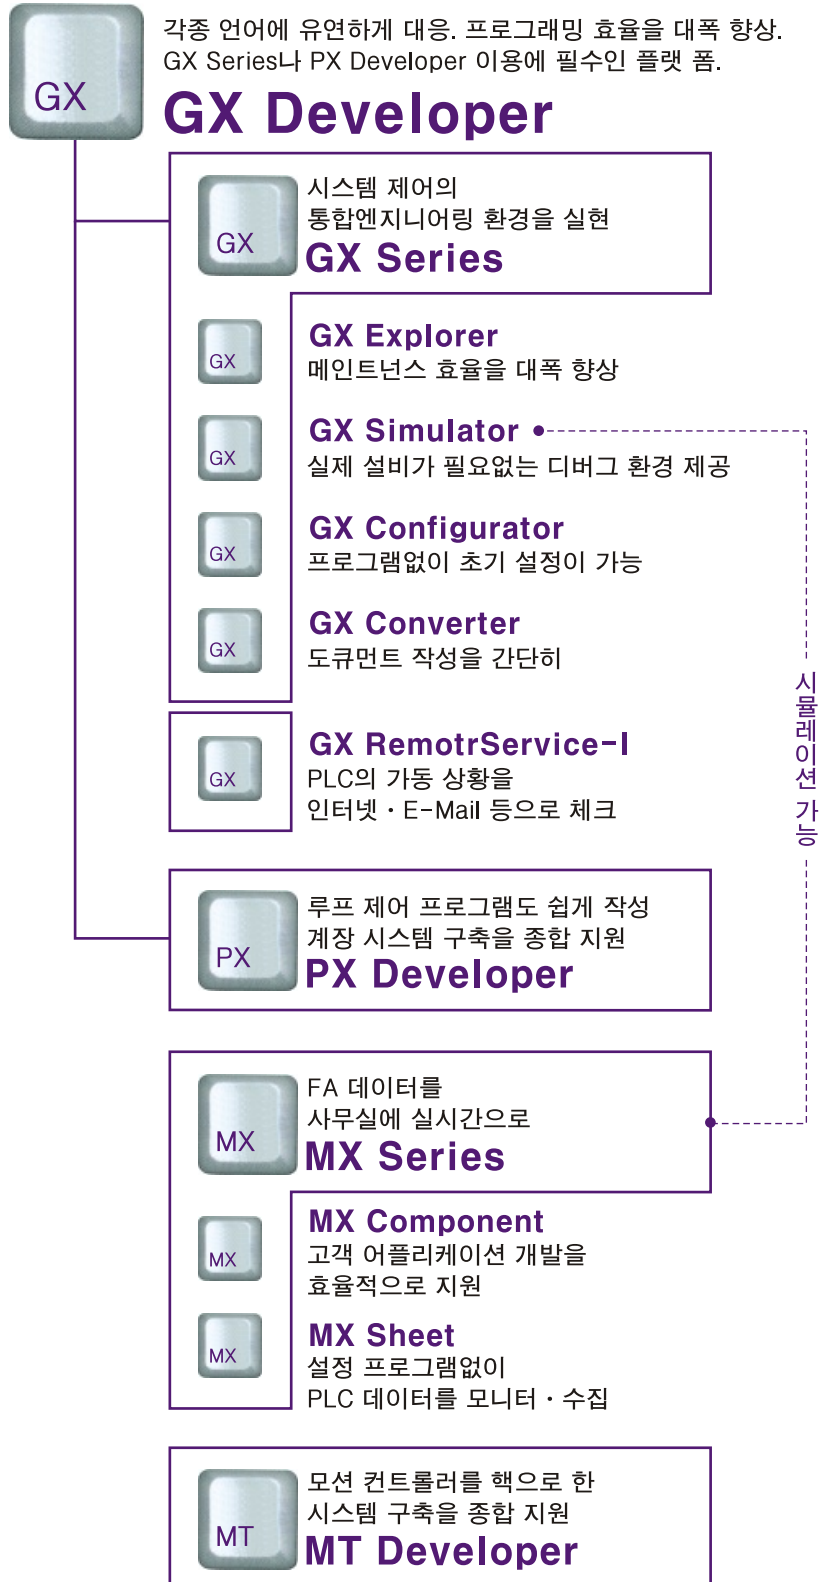 각종 언어에 유연하게 대응. 프로그래밍 효율을 대폭 향상.
GX Series나 PX Developer 이용에 필수인 플랫 폼.
GX
GX Developer
시스템 제어의
통합엔지니어링 환경을 실현
GX
GX Series
GX Explorer
GX
메인트넌스 효율을 대폭 향상
GX Simulator
GX
실제 설비가 필요없는 디버그 환경 제공
GX Configurator
GX
프로그램없이 초기 설정이 가능
GX Converter
GX
도큐먼트 작성을 간단히
시뮬레이션 가능
GX RemotrService-I
GX
PLC의 가동 상황을
인터넷 · E-Mail 등으로 체크
루프 제어 프로그램도 쉽게 작성
계장 시스템 구축을 종합 지원
PX
PX Developer
FA 데이터를
사무실에 실시간으로
MX
MX Series
MX Component
MX
고객 어플리케이션 개발을
효율적으로 지원
MX Sheet
MX
설정 프로그램없이
PLC 데이터를 모니터 · 수집
모션 컨트롤러를 핵으로 한
시스템 구축을 종합 지원
MT
MT Developer